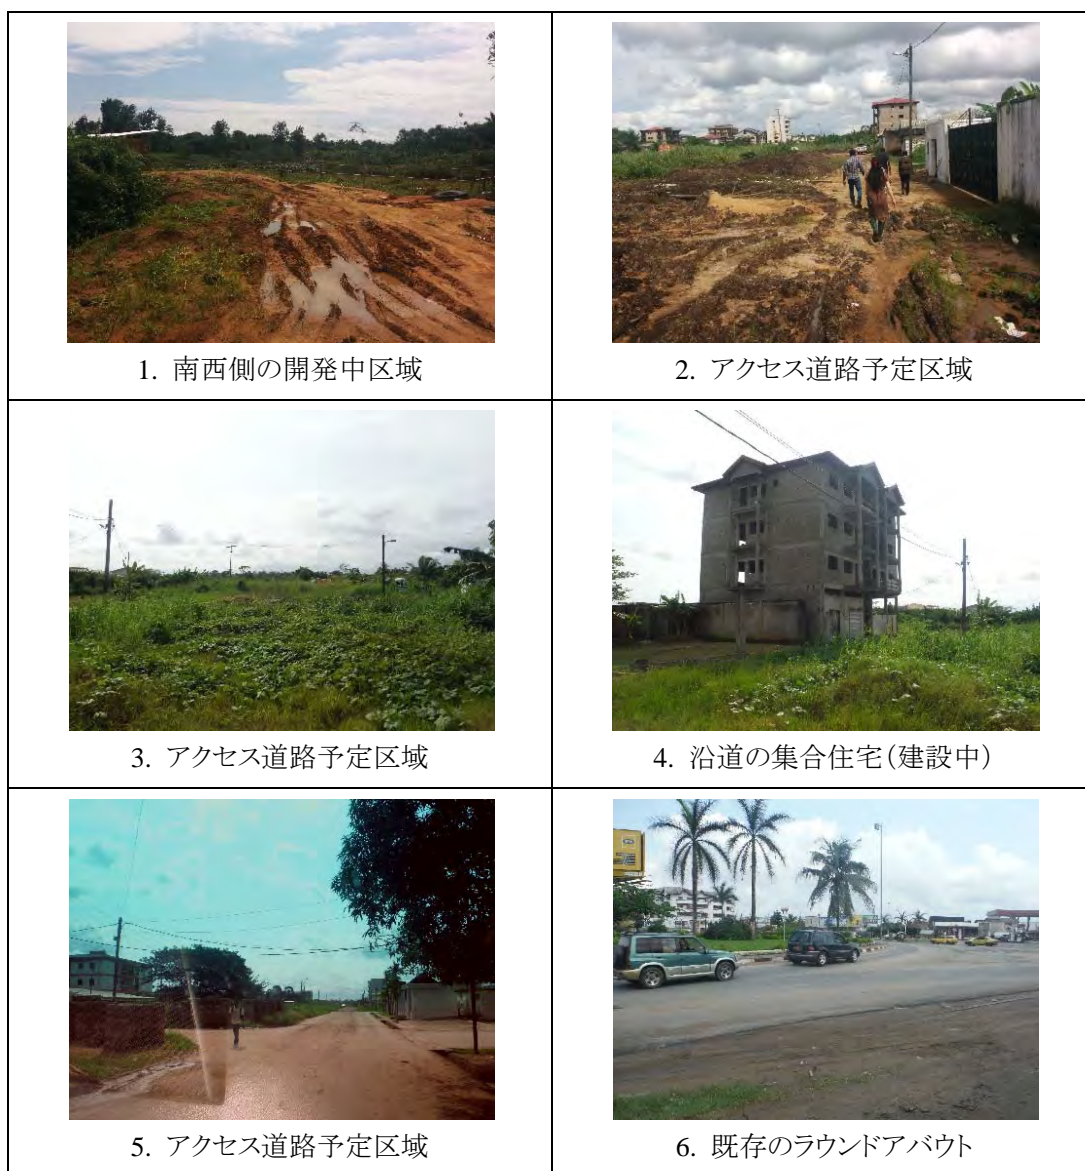 1. 南西側の開発中区域
2. アクセス道路予定区域
3. アクセス道路予定区域
4. 沿道の集合住宅（建設中）
5. アクセス道路予定区域
6. 既存のラウンドアバウト